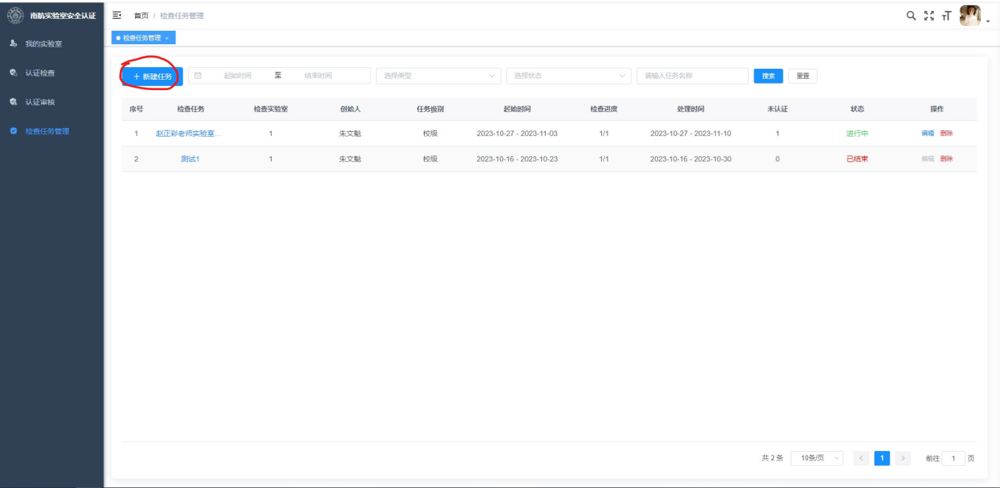 南航实验室安全认证
首页 / 检查任务管理
我的实验室
认证检查
认证审核
检查任务管理
检查任务管理 ×
+ 新建任务 起始时间 至 结束时间 选择类型 选择状态 请输入任务名称 搜索 重置
序号 检查任务 检查实验室 创始人 任务级别 起始时间 检查进度 处理时间 未认证 状态 操作
1 赵正彩老师实验室... 1 朱文魁 校级 2023-10-27 - 2023-11-03 1/1 2023-10-27 - 2023-11-10 1 进行中 编辑 删除
2 测试1 1 朱文魁 校级 2023-10-16 - 2023-10-23 1/1 2023-10-16 - 2023-10-30 0 已结束 编辑 删除
共 2 条 10条/页 < 1 > 前往 1 页